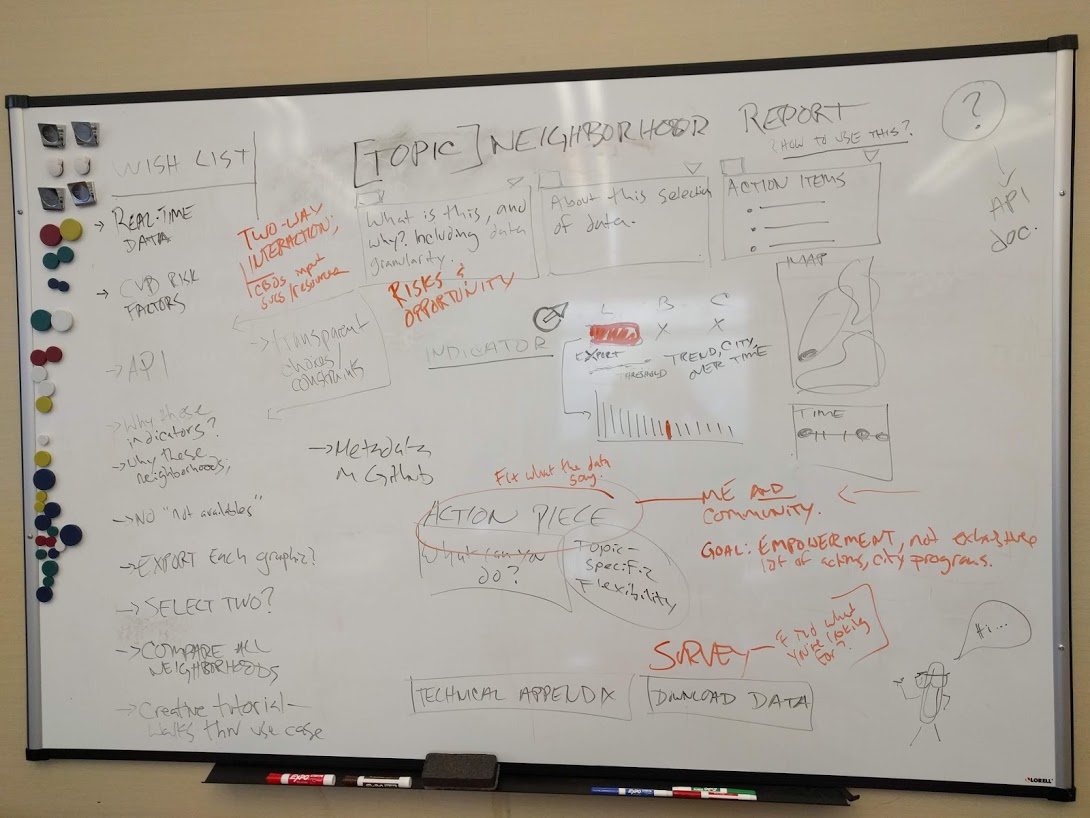 [TOPIC] NEIGHBORHOOD REPORT
(HOW TO USE THIS?
?
API
doc.
WISH LIST
→ REAL-TIME
DATA
→ CVD RISK
FACTORS
→ API
→ Why these
indicators?
→ Why these
neighborhoods,
→ No "not availables"
→ EXPORT Each graphic?
→ SELECT TWO?
→ COMPARE ALL
NEIGHBORHOODS
→ Creative tutorial—
walks thru use case
TWO-WAY
INTERACTION;
CBOs input
sucs/resources
→ Transparent
choices/
constraints
→ Metadata
in Github
What is this, and
why? Including data
granularity.
About this selection
of data.
ACTION ITEMS
RISKS &
OPPORTUNITY
INDICATOR
L B C
X X
EXPORT
THRESHOLD
TREND, CITY,
OVER TIME
MAP
TIME
Fix what the data
say.
ACTION PIECE
What can you
do?
Topic-
Specific
Flexibility
ME AND
COMMUNITY.
GOAL: EMPOWERMENT, not exhaustive
list of actions, city programs.
SURVEY — Find what
you're looking
for?
Hi...
TECHNICAL APPENDIX
DOWNLOAD DATA
LORELL
EXPO